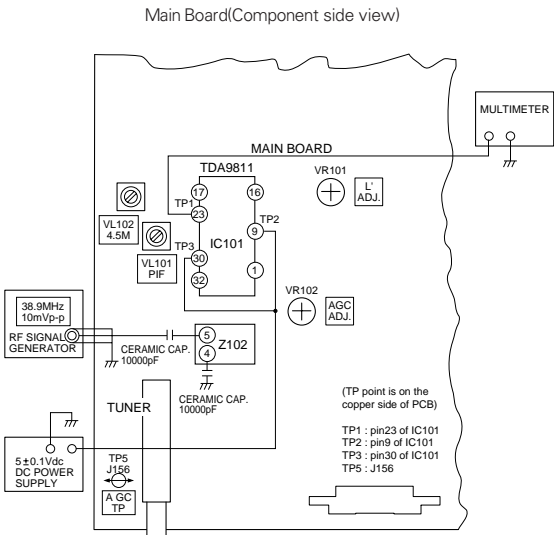 Main Board(Component side view)
MULTIMETER
MAIN BOARD
TDA9811
VR101
L'
ADJ.
17
16
TP1
23
TP2
9
VL102
4.5M
TP3
30
IC101
VL101
PIF
32
1
VR102
AGC
ADJ.
38.9MHz
10mVp-p
RF SIGNAL
GENERATOR
CERAMIC CAP.
10000pF
5
4
Z102
CERAMIC CAP.
10000pF
TUNER
(TP point is on the
copper side of PCB)
TP1 : pin23 of IC101
TP2 : pin9 of IC101
TP3 : pin30 of IC101
TP5 : J156
5±0.1Vdc
DC POWER
SUPPLY
TP5
J156
A GC
TP